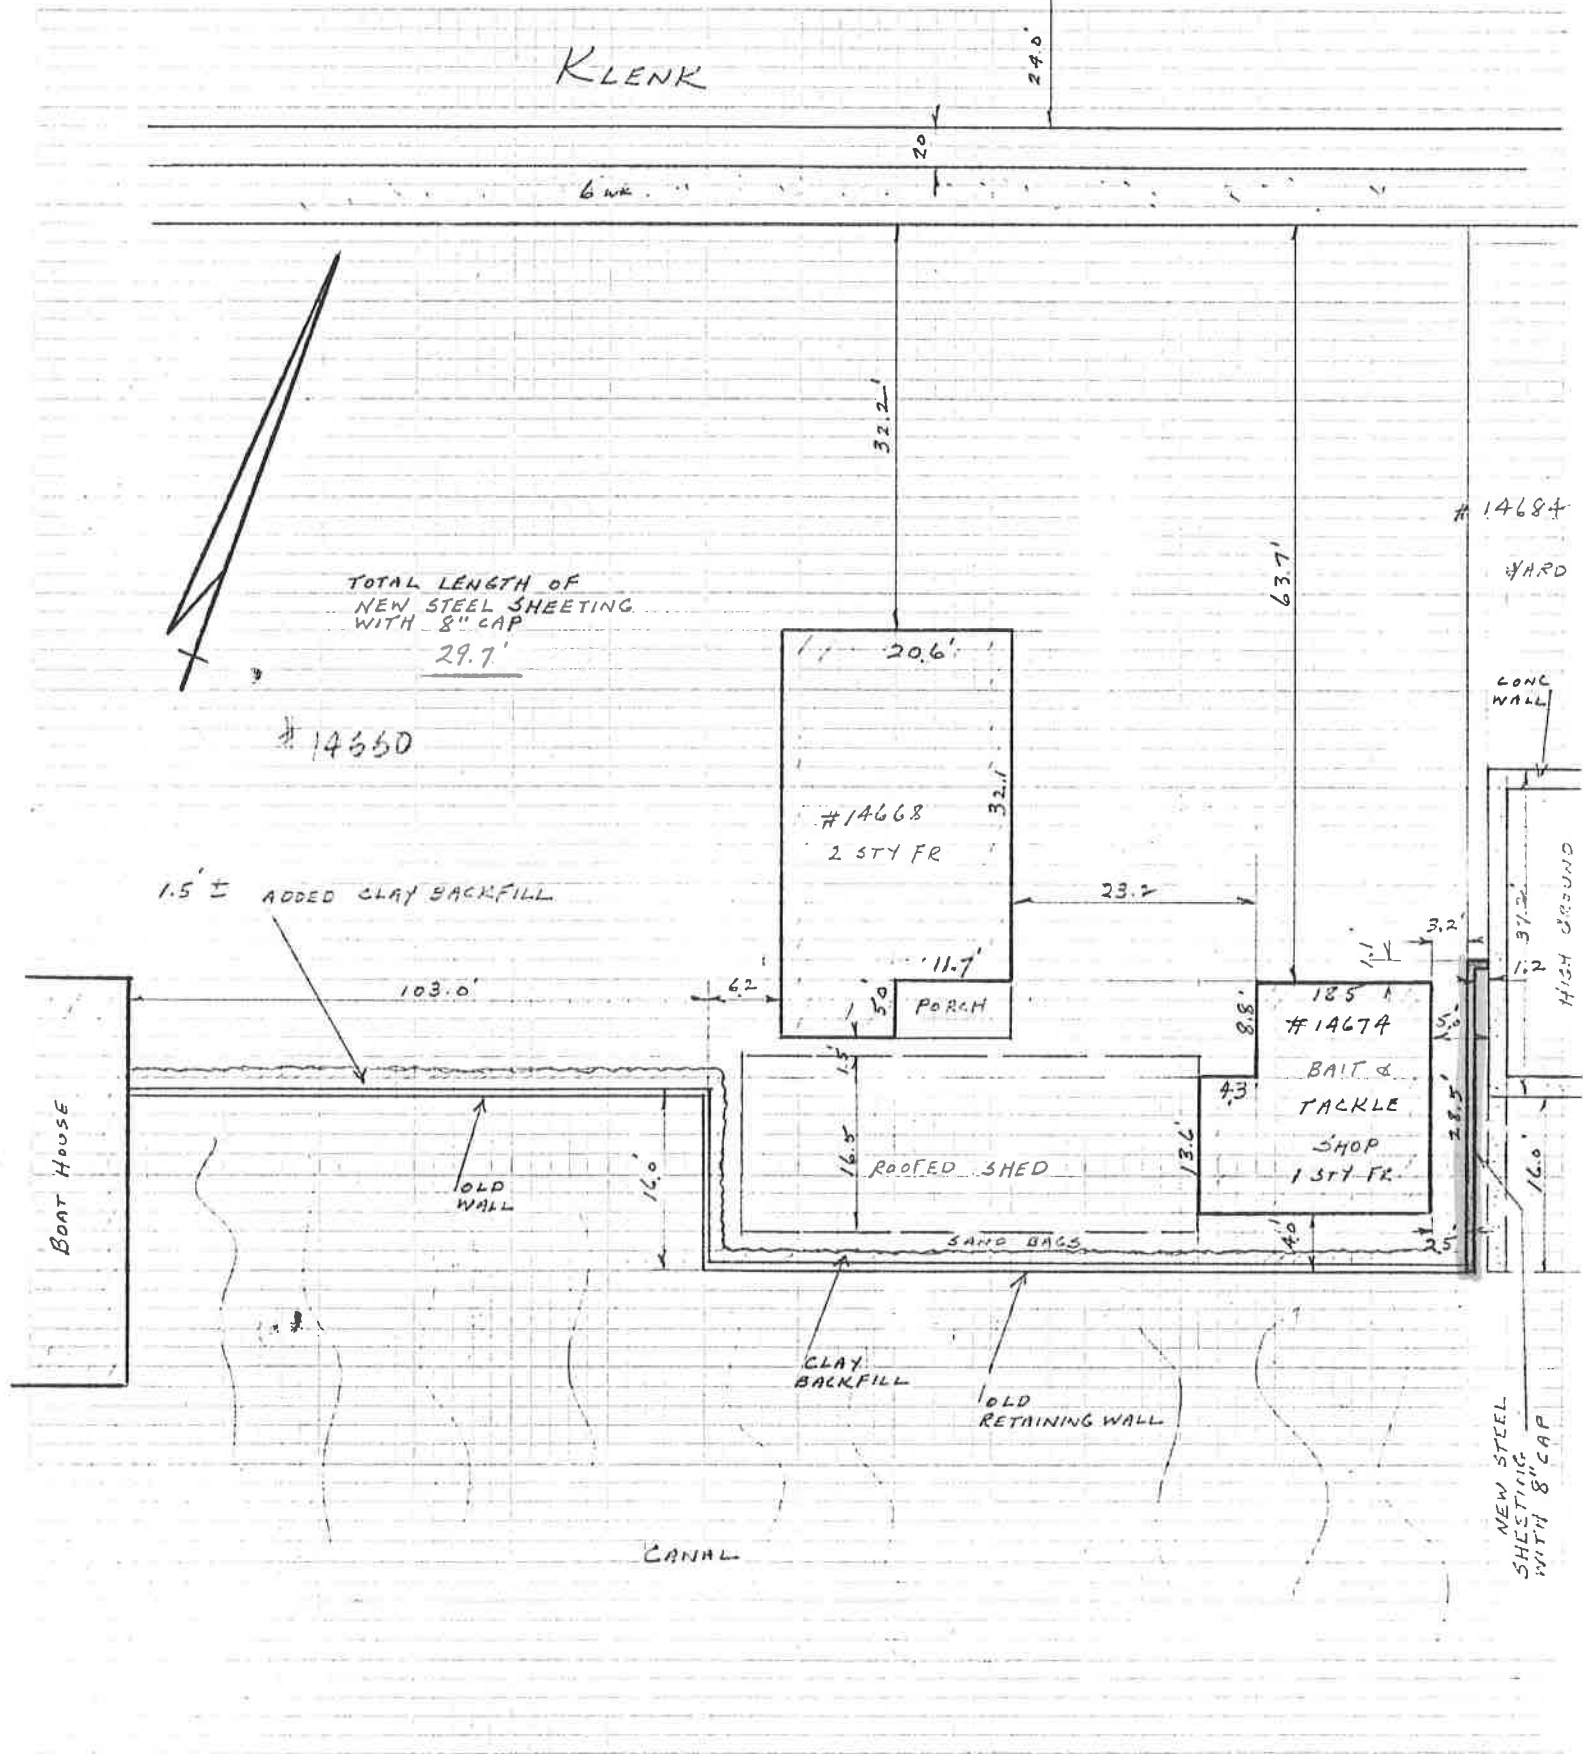 KLENK
24.0'
20
6 WK.
32.2'
63.7'
# 14684
YARD
TOTAL LENGTH OF
NEW STEEL SHEETING
WITH 8" CAP
29.7'
20.6'
CONC
WALL
32.1'
#14668
2 STY FR
1.5' ± ADDED CLAY BACKFILL
23.2
3.2'
37.2'
HIGH GROUND
1.1'
1.2
103.0'
6.2'
11.7'
5.0
PORCH
8.8'
18.5
#14674
BAIT &
TACKLE
SHOP
1 STY FR.
1.5'
4.3
28.5'
BOAT HOUSE
OLD
WALL
16.0'
16.5
ROOFED SHED
13.6'
16.0'
SAND BAGS
4.0'
2.5'
CLAY
BACKFILL
OLD
RETAINING WALL
NEW STEEL
SHEETING
WITH 8" CAP
CANAL